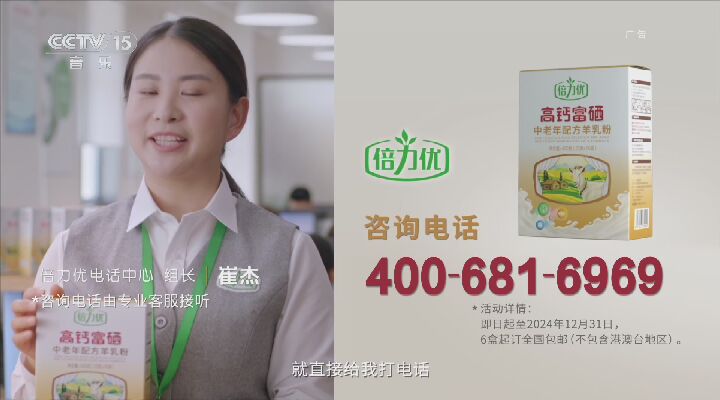 CCTV 15
音乐
广告
倍力优
高钙富硒
中老年配方羊乳粉
倍力优
咨询电话
400-681-6969
*活动详情：
即日起至2024年12月31日，
6盒起订全国包邮(不包含港澳台地区)。
倍力优电话中心 组长 | 崔杰
*咨询电话由专业客服接听
倍力优
高钙富硒
中老年配方羊乳粉
就直接给我打电话